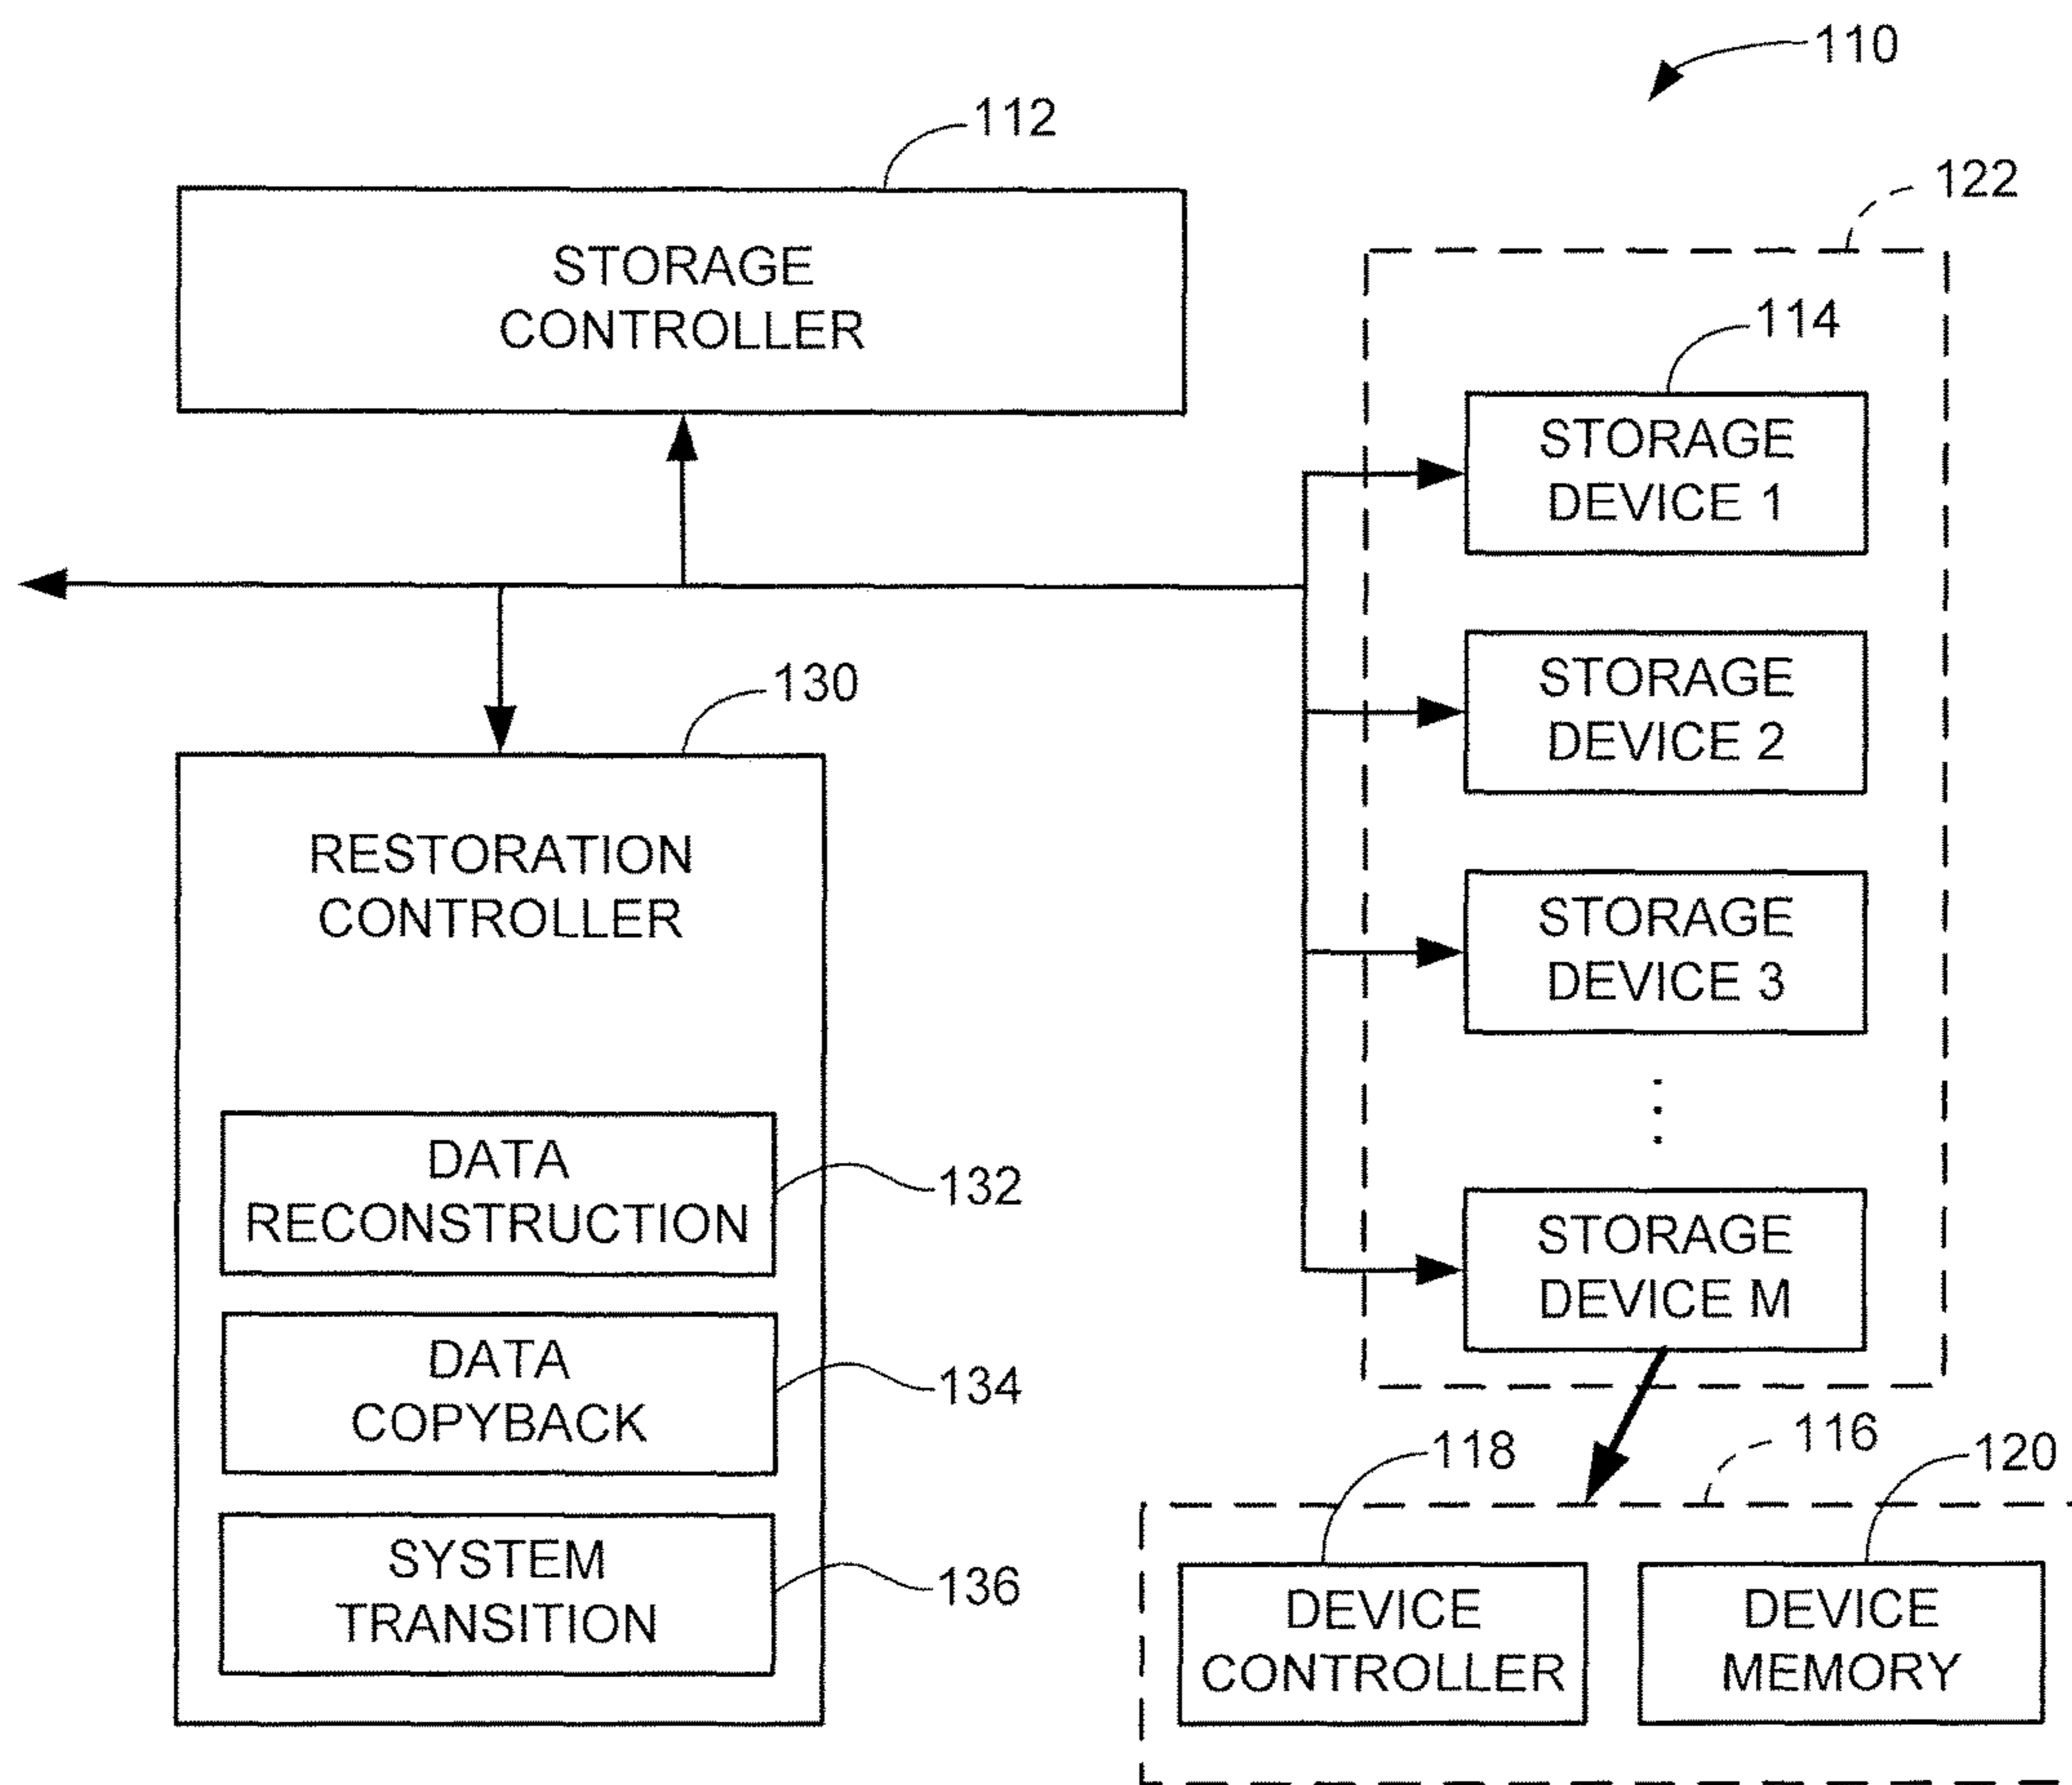 110
112
122
STORAGE
CONTROLLER
114
STORAGE
DEVICE 1
STORAGE
DEVICE 2
130
RESTORATION
CONTROLLER
STORAGE
DEVICE 3
DATA
RECONSTRUCTION
132
STORAGE
DEVICE M
DATA
COPYBACK
134
116
118
120
SYSTEM
TRANSITION
136
DEVICE
CONTROLLER
DEVICE
MEMORY